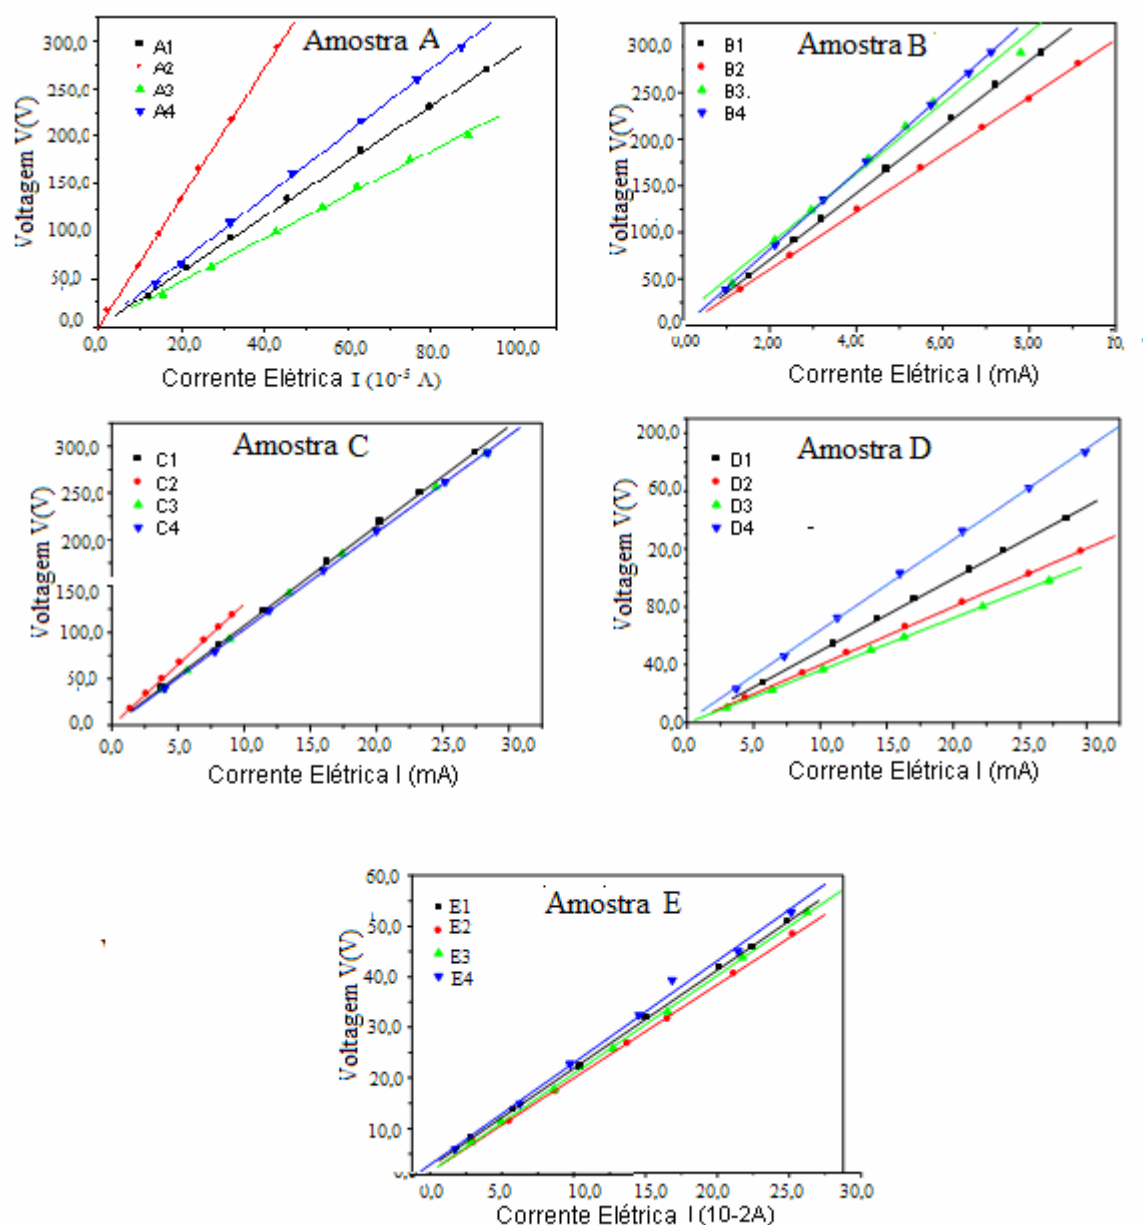 Amostra A
A1
A2
A3
A4
Voltagem V(V)
300,0
250,0
200,0
150,0
100,0
50,0
0,0
0,0 20,0 40,0 60,0 80,0 100,0
Corrente Elétrica I (10⁻⁵ A)
Amostra B
B1
B2
B3.
B4
Voltagem V(V)
300,0
250,0
200,0
150,0
100,0
50,0
0,0
0,00 2,00 4,00 6,00 8,00 10,
Corrente Elétrica I (mA)
Amostra C
C1
C2
C3
C4
Voltagem V(V)
300,0
250,0
200,0
150,0
100,0
50,0
0,0
0,0 5,0 10,0 15,0 20,0 25,0 30,0
Corrente Elétrica I (mA)
Amostra D
D1
D2
D3
D4
Voltagem V(V)
200,0
60,0
20,0
80,0
40,0
0,0
0,0 5,0 10,0 15,0 20,0 25,0 30,0
Corrente Elétrica I (mA)
Amostra E
E1
E2
E3
E4
Voltagem V(V)
60,0
50,0
40,0
30,0
20,0
10,0
0,0
0,0 5,0 10,0 15,0 20,0 25,0 30,0
Corrente Elétrica I (10-2A)